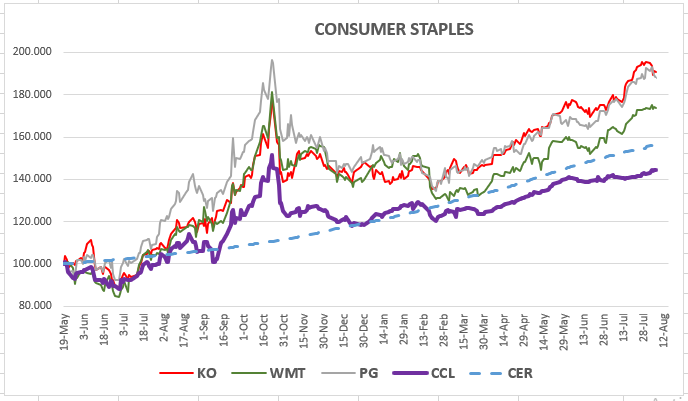 CONSUMER STAPLES
200.000
180.000
160.000
140.000
120.000
100.000
80.000
19-May
3-Jun
18-Jun
3-Jul
18-Jul
2-Aug
17-Aug
1-Sep
16-Sep
1-Oct
16-Oct
31-Oct
15-Nov
30-Nov
15-Dec
30-Dec
14-Jan
29-Jan
13-Feb
28-Feb
15-Mar
30-Mar
14-Apr
29-Apr
14-May
29-May
13-Jun
28-Jun
13-Jul
28-Jul
12-Aug
KO WMT PG CCL CER